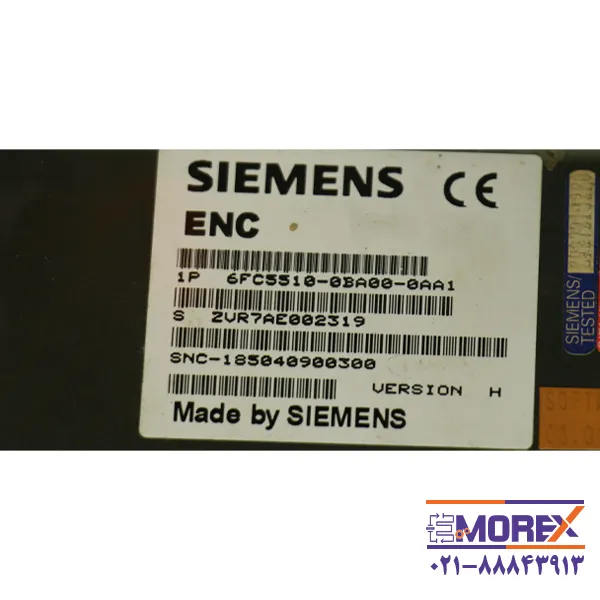 SIEMENS CE
ENC
1P 6FC5510-0BA00-0AA1
S ZVR7AE002319
SNC-185040900300
VERSION H
Made by SIEMENS
SIEMENS/
TESTED
MOREX
۰۲۱-۸۸۸۴۳۹۱۳